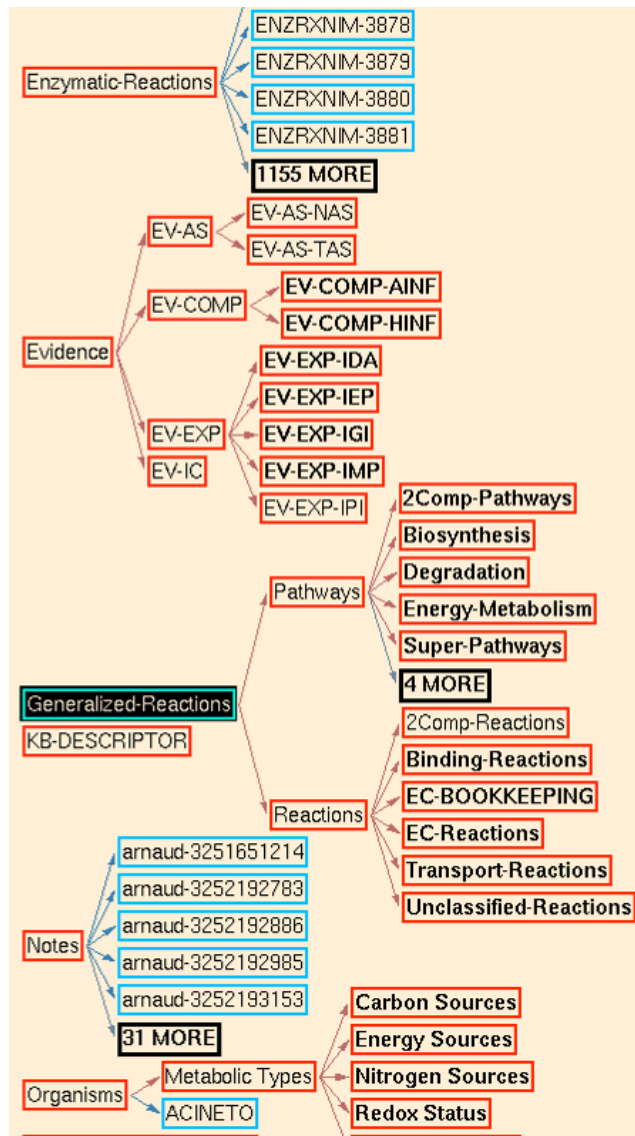 ENZRXNIM-3878
ENZRXNIM-3879
Enzymatic-Reactions
ENZRXNIM-3880
ENZRXNIM-3881
1155 MORE
EV-AS-NAS
EV-AS
EV-AS-TAS
EV-COMP-AINF
EV-COMP
EV-COMP-HINF
Evidence
EV-EXP-IDA
EV-EXP-IEP
EV-EXP
EV-EXP-IGI
EV-IC
EV-EXP-IMP
EV-EXP-IPI
2Comp-Pathways
Biosynthesis
Degradation
Pathways
Energy-Metabolism
Super-Pathways
4 MORE
Generalized-Reactions
KB-DESCRIPTOR
2Comp-Reactions
Binding-Reactions
EC-BOOKKEEPING
Reactions
EC-Reactions
Transport-Reactions
Unclassified-Reactions
arnaud-3251651214
arnaud-3252192783
arnaud-3252192886
Notes
arnaud-3252192985
arnaud-3252193153
31 MORE
Carbon Sources
Energy Sources
Metabolic Types
Nitrogen Sources
Organisms
ACINETO
Redox Status